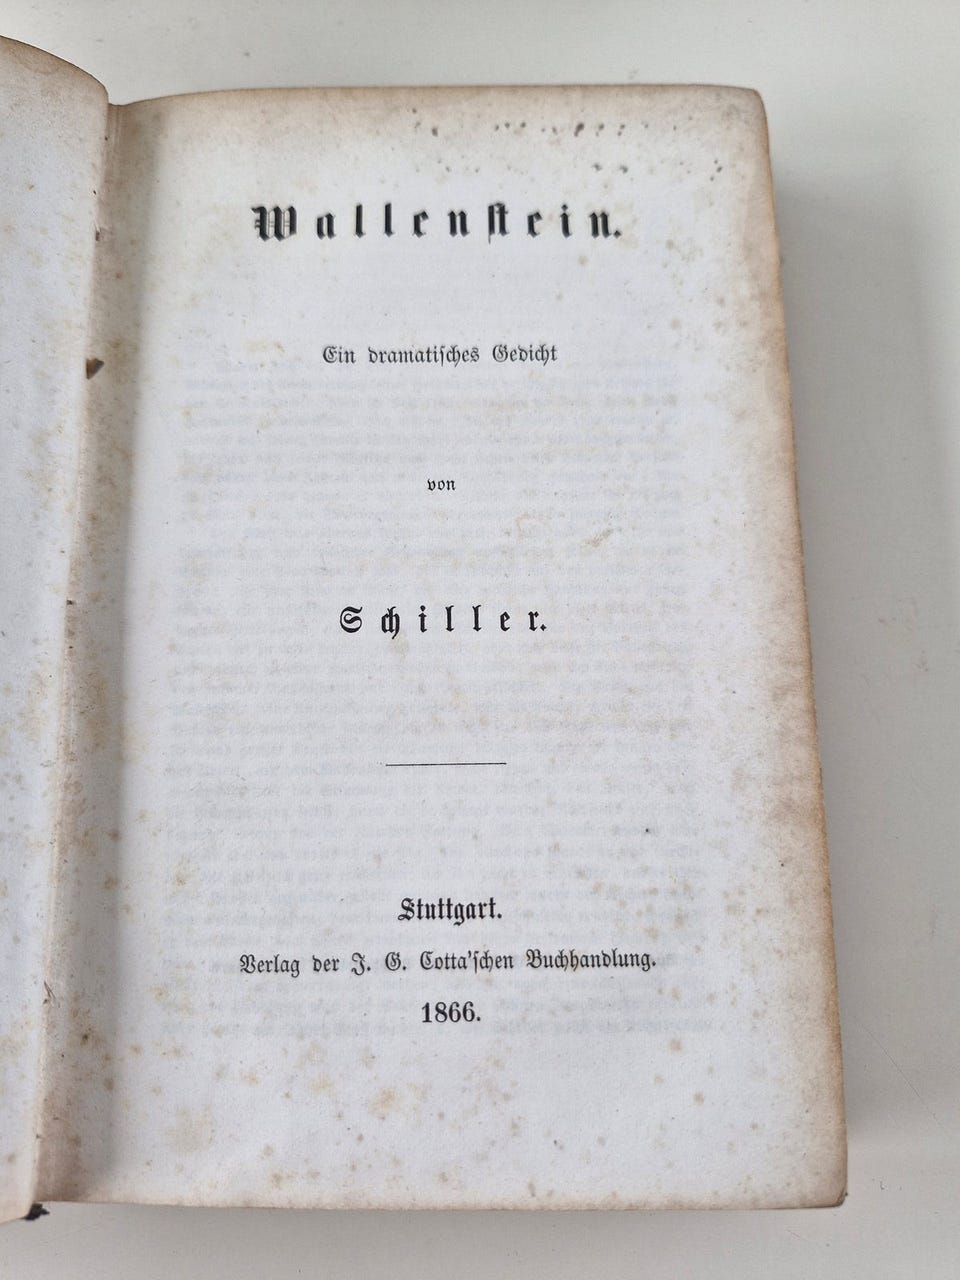 Wallenstein.
Ein dramatisches Gedicht
von
Schiller.
Stuttgart.
Verlag der J. G. Cotta'schen Buchhandlung.
1866.